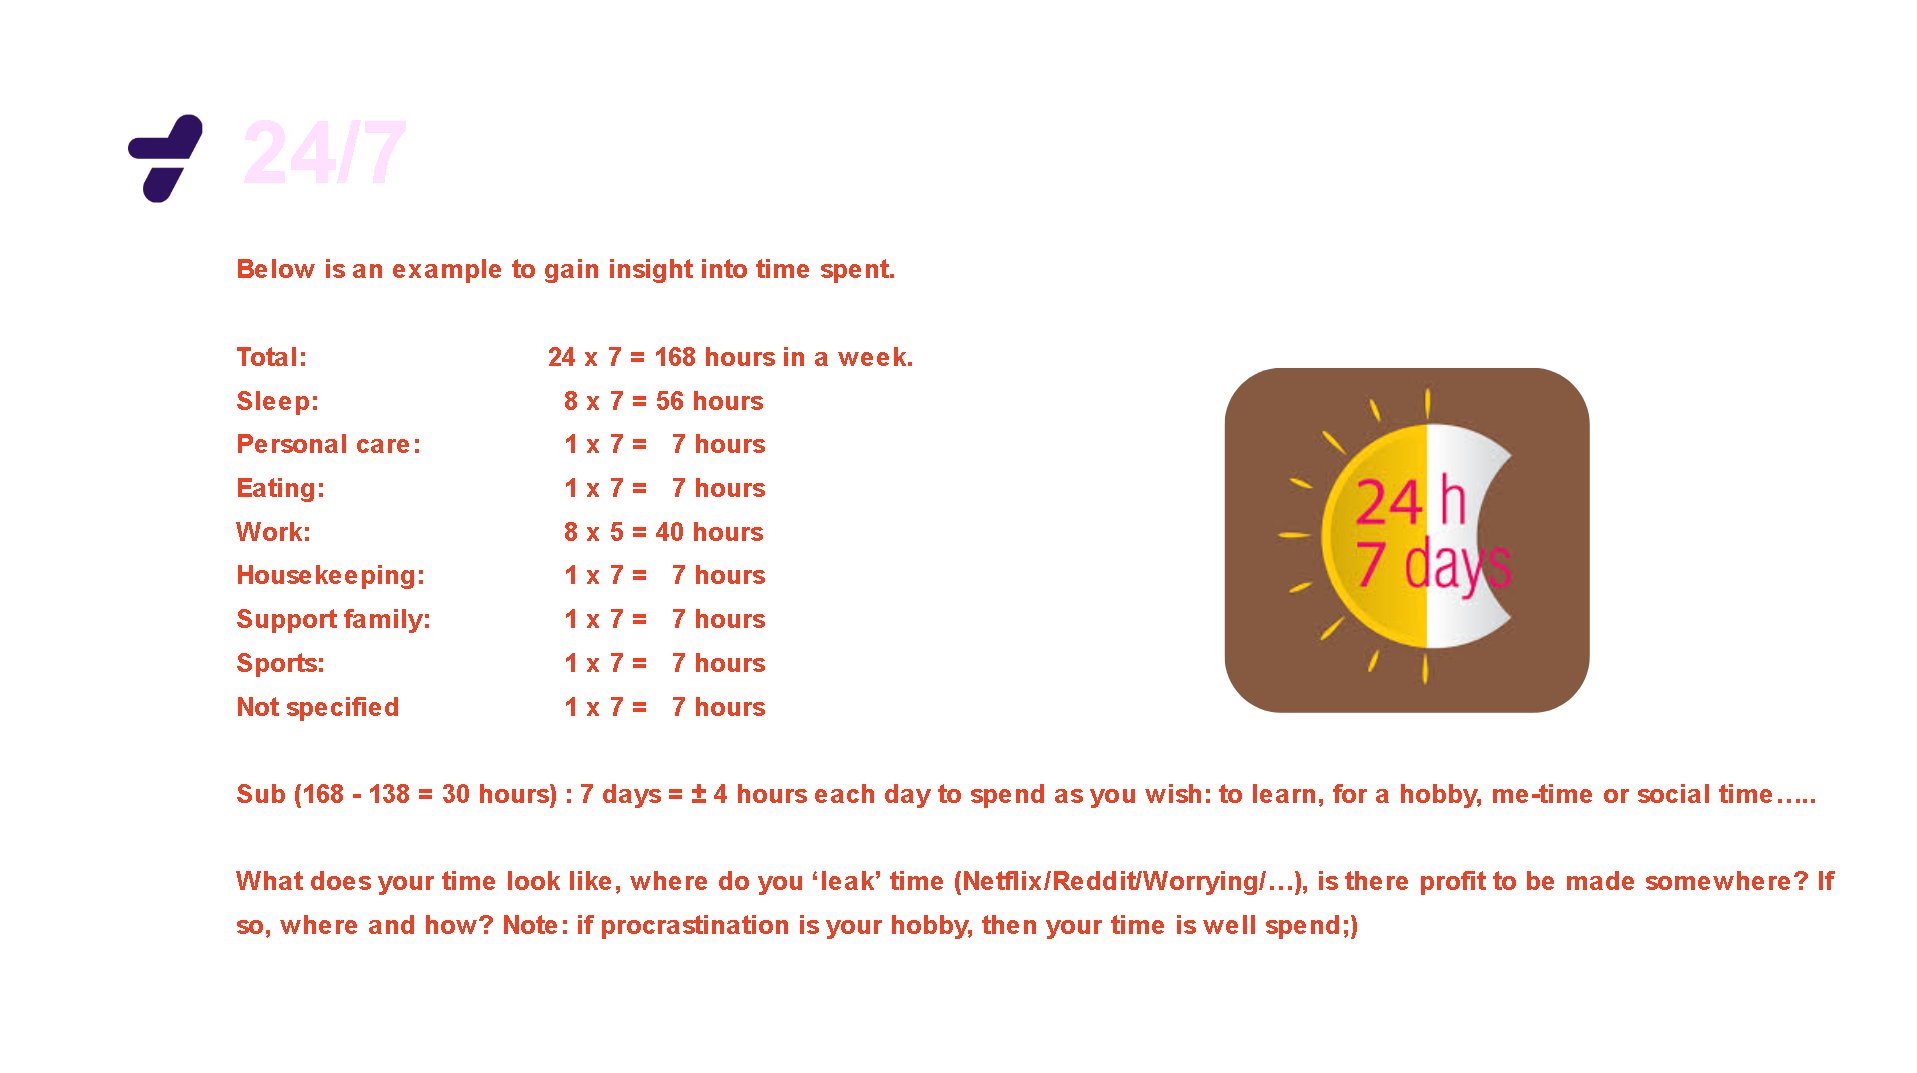 24/7
Below is an example to gain insight into time spent.
Total: 24 x 7 = 168 hours in a week.
Sleep: 8 x 7 = 56 hours
Personal care: 1 x 7 = 7 hours
Eating: 1 x 7 = 7 hours
Work: 8 x 5 = 40 hours
Housekeeping: 1 x 7 = 7 hours
Support family: 1 x 7 = 7 hours
Sports: 1 x 7 = 7 hours
Not specified 1 x 7 = 7 hours
24 h
7 days
Sub (168 - 138 = 30 hours) : 7 days = ± 4 hours each day to spend as you wish: to learn, for a hobby, me-time or social time…..
What does your time look like, where do you ‘leak’ time (Netflix/Reddit/Worrying/…), is there profit to be made somewhere? If
so, where and how? Note: if procrastination is your hobby, then your time is well spend;)